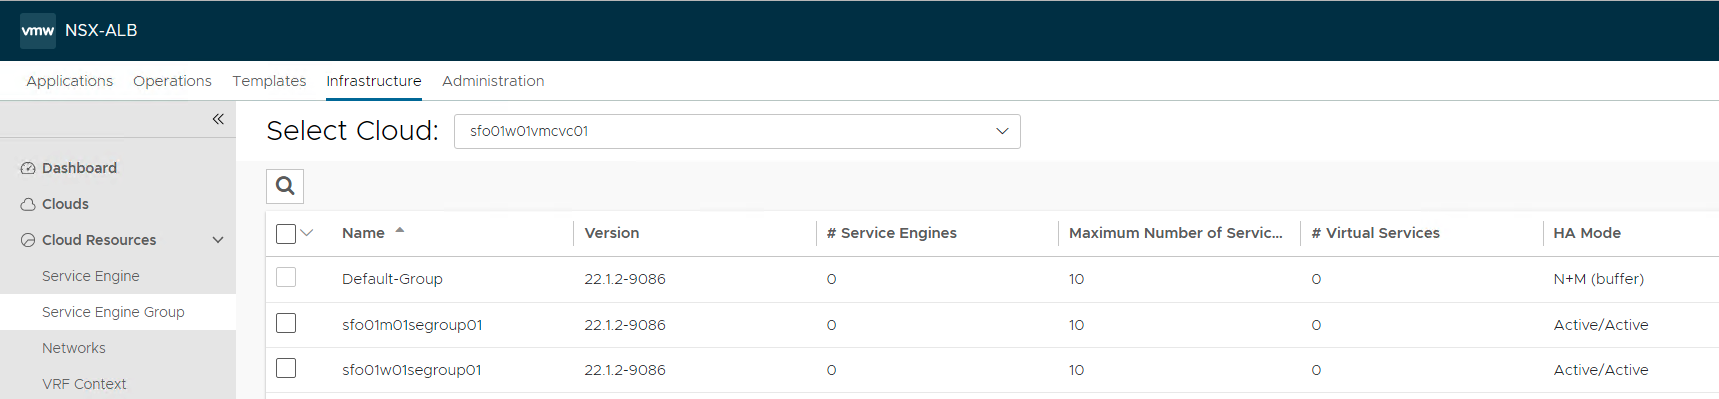 vmw NSX-ALB
Applications Operations Templates Infrastructure Administration
Select Cloud: sfo01w01vmcvc01
Dashboard
Clouds
Cloud Resources
Service Engine
Service Engine Group
Networks
VRF Context
Name Version # Service Engines Maximum Number of Servic... # Virtual Services HA Mode
Default-Group 22.1.2-9086 0 10 0 N+M (buffer)
sfo01m01segroup01 22.1.2-9086 0 10 0 Active/Active
sfo01w01segroup01 22.1.2-9086 0 10 0 Active/Active